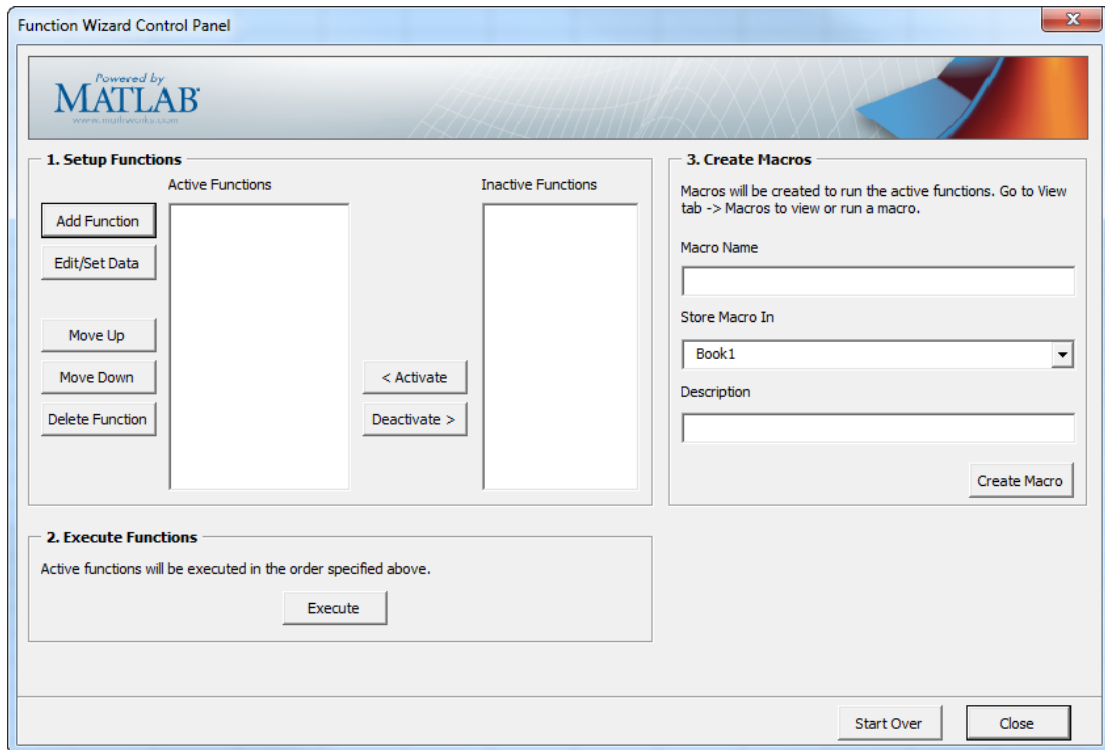 Function Wizard Control Panel
Powered by
MATLAB
www.mathworks.com
1. Setup Functions
Active Functions
Inactive Functions
Add Function
Edit/Set Data
Move Up
Move Down
Delete Function
< Activate
Deactivate >
2. Execute Functions
Active functions will be executed in the order specified above.
Execute
3. Create Macros
Macros will be created to run the active functions. Go to View
tab -> Macros to view or run a macro.
Macro Name
Store Macro In
Book1
Description
Create Macro
Start Over
Close